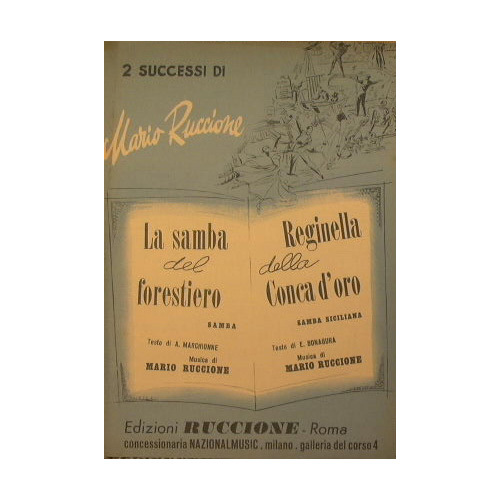 2 SUCCESSI DI
Mario Ruccione
La samba
del
forestiero
SAMBA
Testo di A. MARCHIONNE
Musica di
MARIO RUCCIONE
Reginella
della
Conca d'oro
SAMBA SICILIANA
Testo di E. BONAGURA
Musica di
MARIO RUCCIONE
Edizioni RUCCIONE - Roma
concessionaria NAZIONALMUSIC . milano . galleria del corso 4